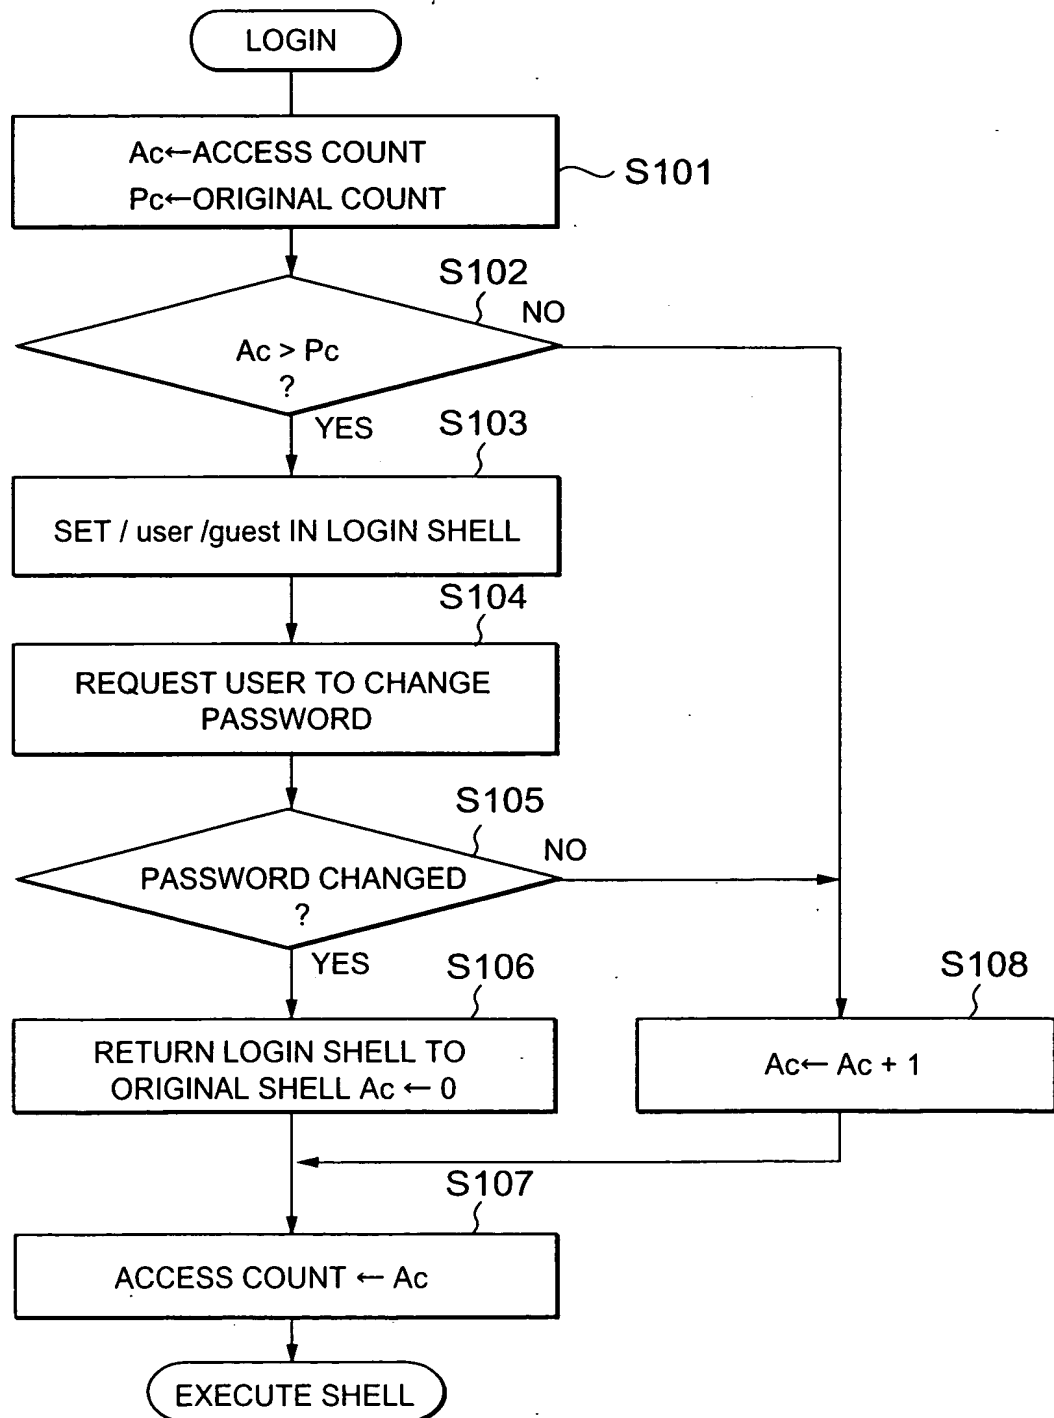 LOGIN
Ac←ACCESS COUNT
Pc←ORIGINAL COUNT
S101
S102
NO
Ac > Pc
?
YES
S103
SET / user /guest IN LOGIN SHELL
S104
REQUEST USER TO CHANGE
PASSWORD
S105
NO
PASSWORD CHANGED
?
YES
S106
S108
RETURN LOGIN SHELL TO
ORIGINAL SHELL Ac ← 0
Ac← Ac + 1
S107
ACCESS COUNT ← Ac
EXECUTE SHELL